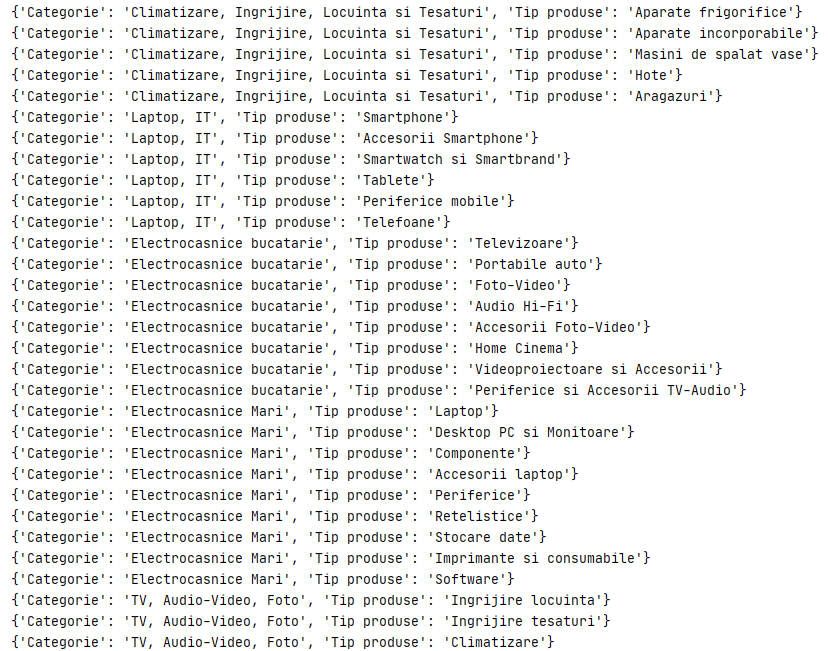 {'Categorie': 'Climatizare, Ingrijire, Locuinta si Tesaturi', 'Tip produse': 'Aparate frigorifice'}
{'Categorie': 'Climatizare, Ingrijire, Locuinta si Tesaturi', 'Tip produse': 'Aparate incorporabile'}
{'Categorie': 'Climatizare, Ingrijire, Locuinta si Tesaturi', 'Tip produse': 'Masini de spalat vase'}
{'Categorie': 'Climatizare, Ingrijire, Locuinta si Tesaturi', 'Tip produse': 'Hote'}
{'Categorie': 'Climatizare, Ingrijire, Locuinta si Tesaturi', 'Tip produse': 'Aragazuri'}
{'Categorie': 'Laptop, IT', 'Tip produse': 'Smartphone'}
{'Categorie': 'Laptop, IT', 'Tip produse': 'Accesorii Smartphone'}
{'Categorie': 'Laptop, IT', 'Tip produse': 'Smartwatch si Smartbrand'}
{'Categorie': 'Laptop, IT', 'Tip produse': 'Tablete'}
{'Categorie': 'Laptop, IT', 'Tip produse': 'Periferice mobile'}
{'Categorie': 'Laptop, IT', 'Tip produse': 'Telefoane'}
{'Categorie': 'Electrocasnice bucatarie', 'Tip produse': 'Televizoare'}
{'Categorie': 'Electrocasnice bucatarie', 'Tip produse': 'Portabile auto'}
{'Categorie': 'Electrocasnice bucatarie', 'Tip produse': 'Foto-Video'}
{'Categorie': 'Electrocasnice bucatarie', 'Tip produse': 'Audio Hi-Fi'}
{'Categorie': 'Electrocasnice bucatarie', 'Tip produse': 'Accesorii Foto-Video'}
{'Categorie': 'Electrocasnice bucatarie', 'Tip produse': 'Home Cinema'}
{'Categorie': 'Electrocasnice bucatarie', 'Tip produse': 'Videoproiectoare si Accesorii'}
{'Categorie': 'Electrocasnice bucatarie', 'Tip produse': 'Periferice si Accesorii TV-Audio'}
{'Categorie': 'Electrocasnice Mari', 'Tip produse': 'Laptop'}
{'Categorie': 'Electrocasnice Mari', 'Tip produse': 'Desktop PC si Monitoare'}
{'Categorie': 'Electrocasnice Mari', 'Tip produse': 'Componente'}
{'Categorie': 'Electrocasnice Mari', 'Tip produse': 'Accesorii laptop'}
{'Categorie': 'Electrocasnice Mari', 'Tip produse': 'Periferice'}
{'Categorie': 'Electrocasnice Mari', 'Tip produse': 'Retelistice'}
{'Categorie': 'Electrocasnice Mari', 'Tip produse': 'Stocare date'}
{'Categorie': 'Electrocasnice Mari', 'Tip produse': 'Imprimante si consumabile'}
{'Categorie': 'Electrocasnice Mari', 'Tip produse': 'Software'}
{'Categorie': 'TV, Audio-Video, Foto', 'Tip produse': 'Ingrijire locuinta'}
{'Categorie': 'TV, Audio-Video, Foto', 'Tip produse': 'Ingrijire tesaturi'}
{'Categorie': 'TV, Audio-Video, Foto', 'Tip produse': 'Climatizare'}